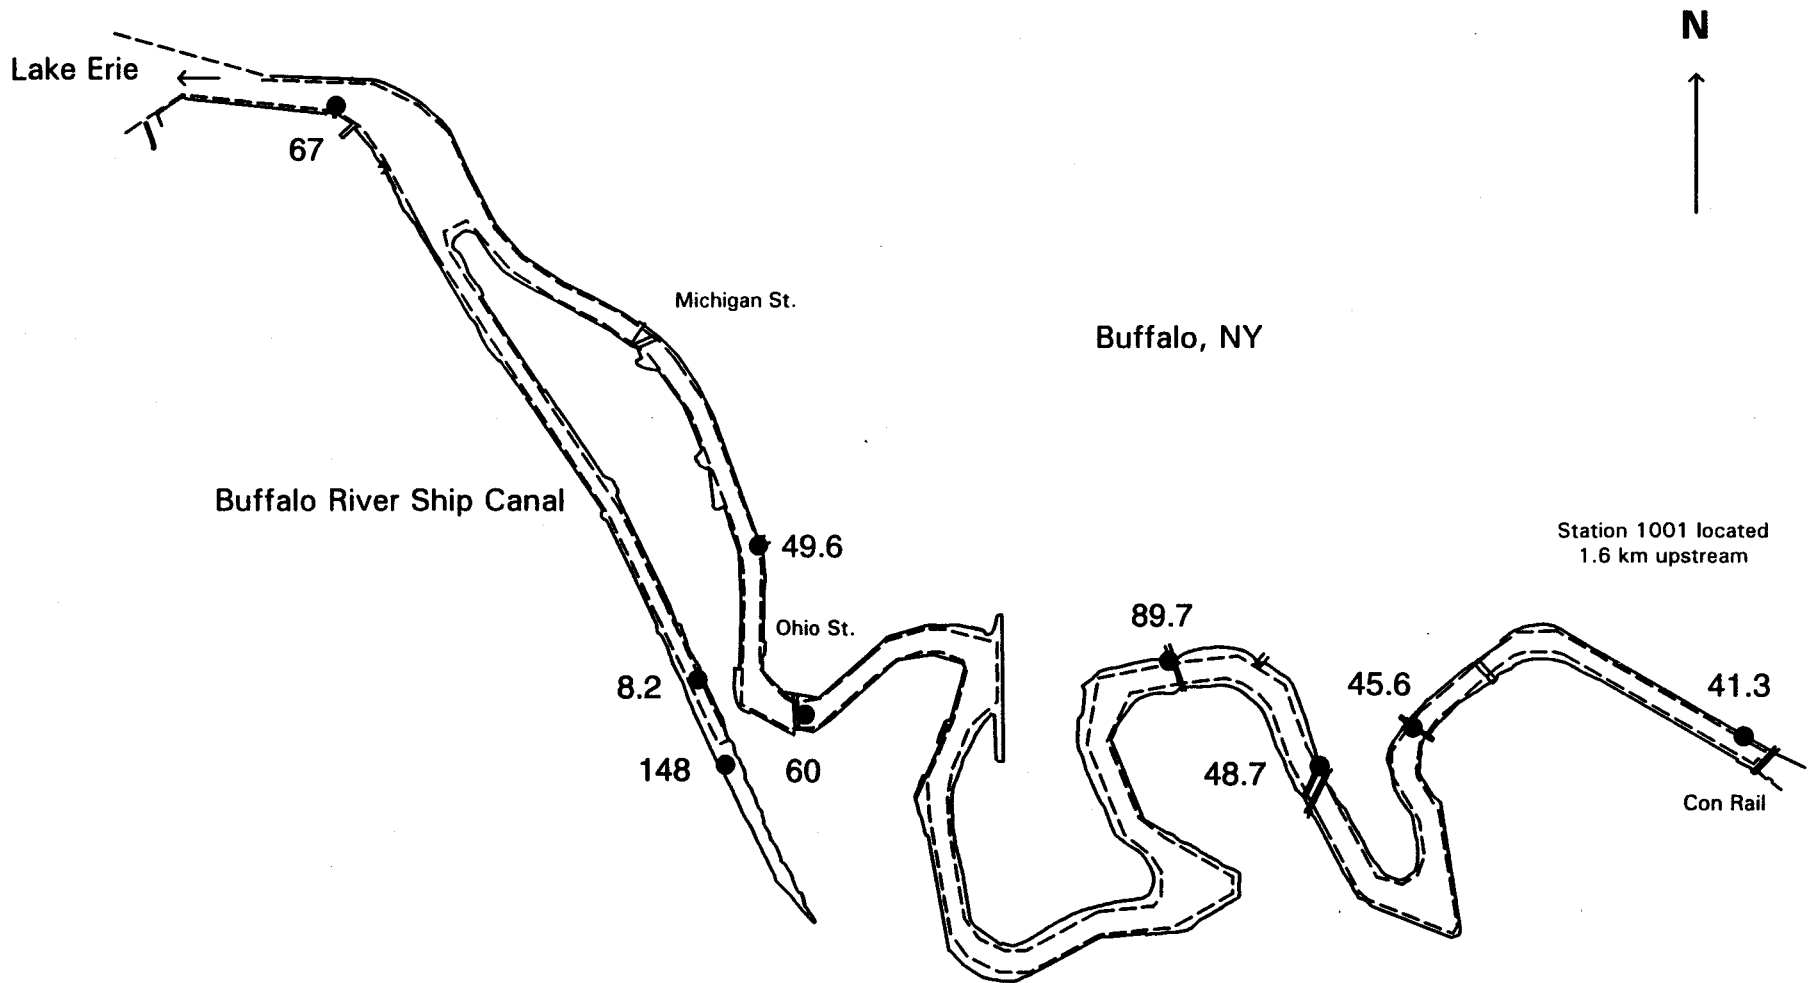 N
Lake Erie
67
Michigan St.
Buffalo, NY
Buffalo River Ship Canal
49.6
Station 1001 located
1.6 km upstream
89.7
Ohio St.
8.2
45.6
41.3
148
60
48.7
Con Rail